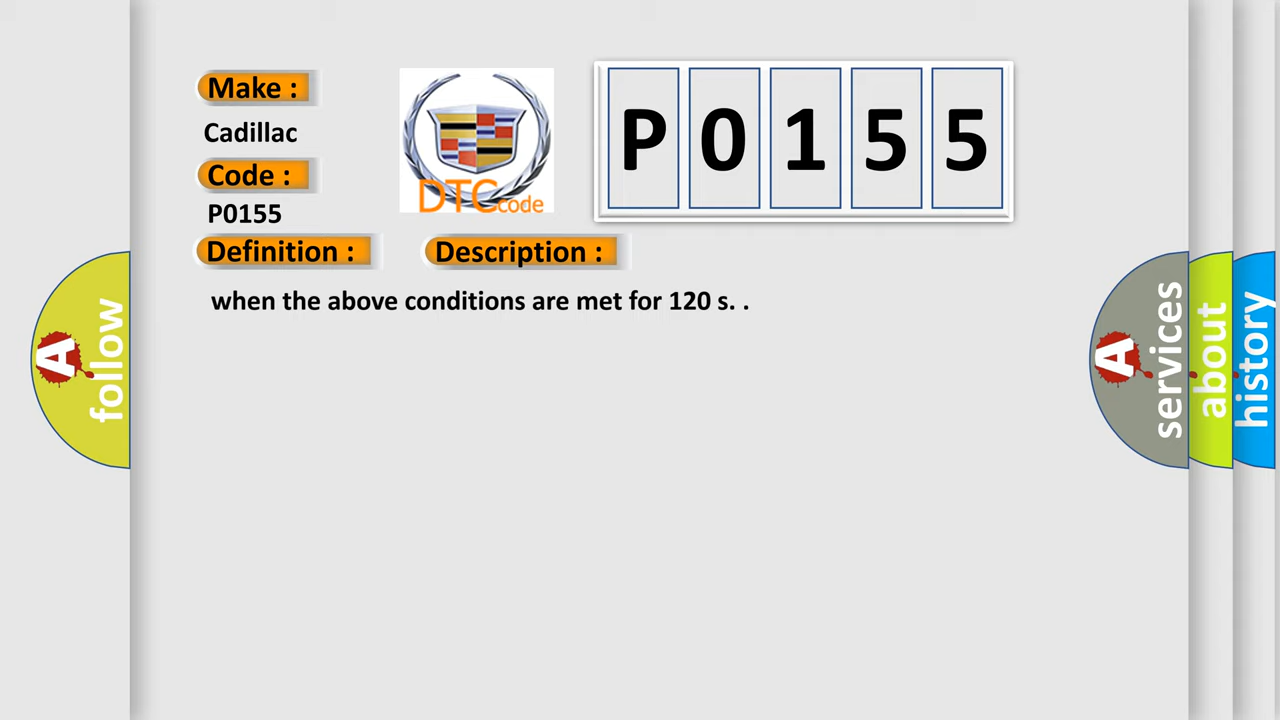 Make :
Cadillac
Code :
P0155
DTC code
P 0 1 5 5
Definition :
Description :
when the above conditions are met for 120 s. .
A follow
A services
about
history